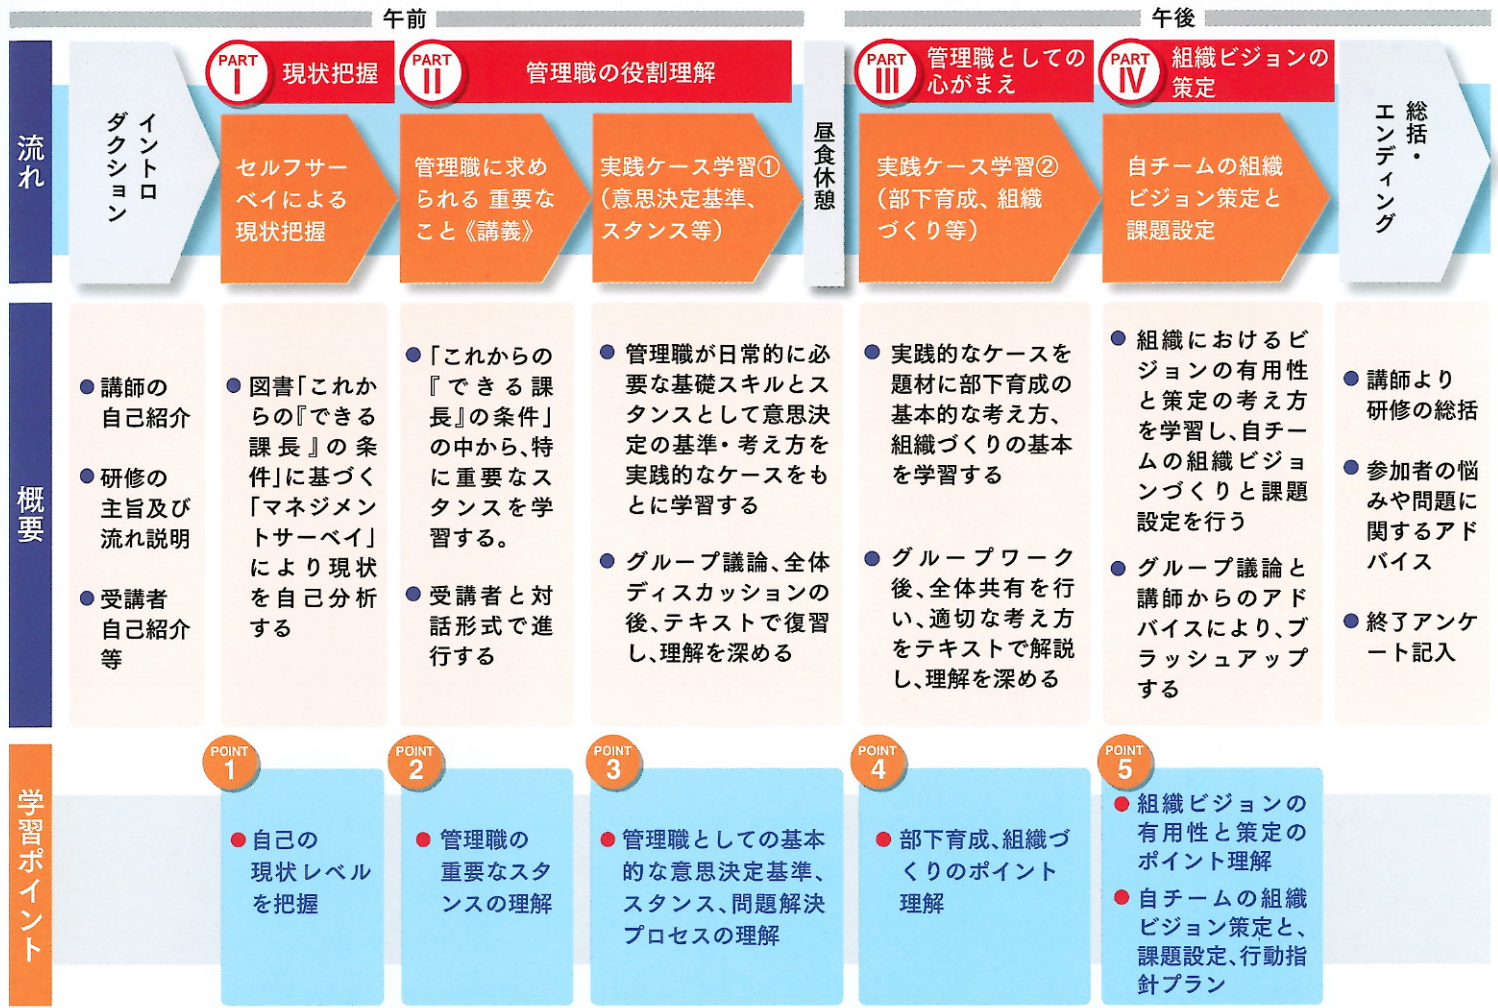 午前
午後
流れ
イントロ
ダクション
PART
I
現状把握
セルフサー
ベイによる
現状把握
PART
II
管理職の役割理解
管理職に求め
られる 重要な
こと《講義》
実践ケース学習①
（意思決定基準、
スタンス等）
昼食休憩
PART
III
管理職としての
心がまえ
実践ケース学習②
（部下育成、組織
づくり等）
PART
IV
組織ビジョンの
策定
自チームの組織
ビジョン策定と
課題設定
総括・
エンディング
概要
● 講師の
自己紹介
● 研修の
主旨及び
流れ説明
● 受講者
自己紹介
等
● 図書「これか
らの『できる
課長』の条
件」に基づく
「マネジメン
トサーベイ」
により現状
を自己分析
する
● 「これからの
『できる課
長』の条件」
の中から、特
に重要なス
タンスを学
習する。
● 受講者と対
話形式で進
行する
● 管理職が日常的に必
要な基礎スキルとス
タンスとして意思決
定の基準・考え方を
実践的なケースをも
とに学習する
● グループ議論、全体
ディスカッションの
後、テキストで復習
し、理解を深める
● 実践的なケースを
題材に部下育成の
基本的な考え方、
組織づくりの基本
を学習する
● グループワーク
後、全体共有を行
い、適切な考え方
をテキストで解説
し、理解を深める
● 組織におけるビ
ジョンの有用性
と策定の考え方
を学習し、自チー
ムの組織ビジョ
ンづくりと課題
設定を行う
● グループ議論と
講師からのアド
バイスにより、ブ
ラッシュアップ
する
● 講師より
研修の総括
● 参加者の悩
みや問題に
関するアド
バイス
● 終了アンケ
ート記入
学習ポイント
POINT
1
● 自己の
現状レベル
を把握
POINT
2
● 管理職の
重要なスタ
ンスの理解
POINT
3
● 管理職としての基本
的な意思決定基準、
スタンス、問題解決
プロセスの理解
POINT
4
● 部下育成、組織づ
くりのポイント
理解
POINT
5
● 組織ビジョンの
有用性と策定の
ポイント理解
● 自チームの組織
ビジョン策定と、
課題設定、行動指
針プラン